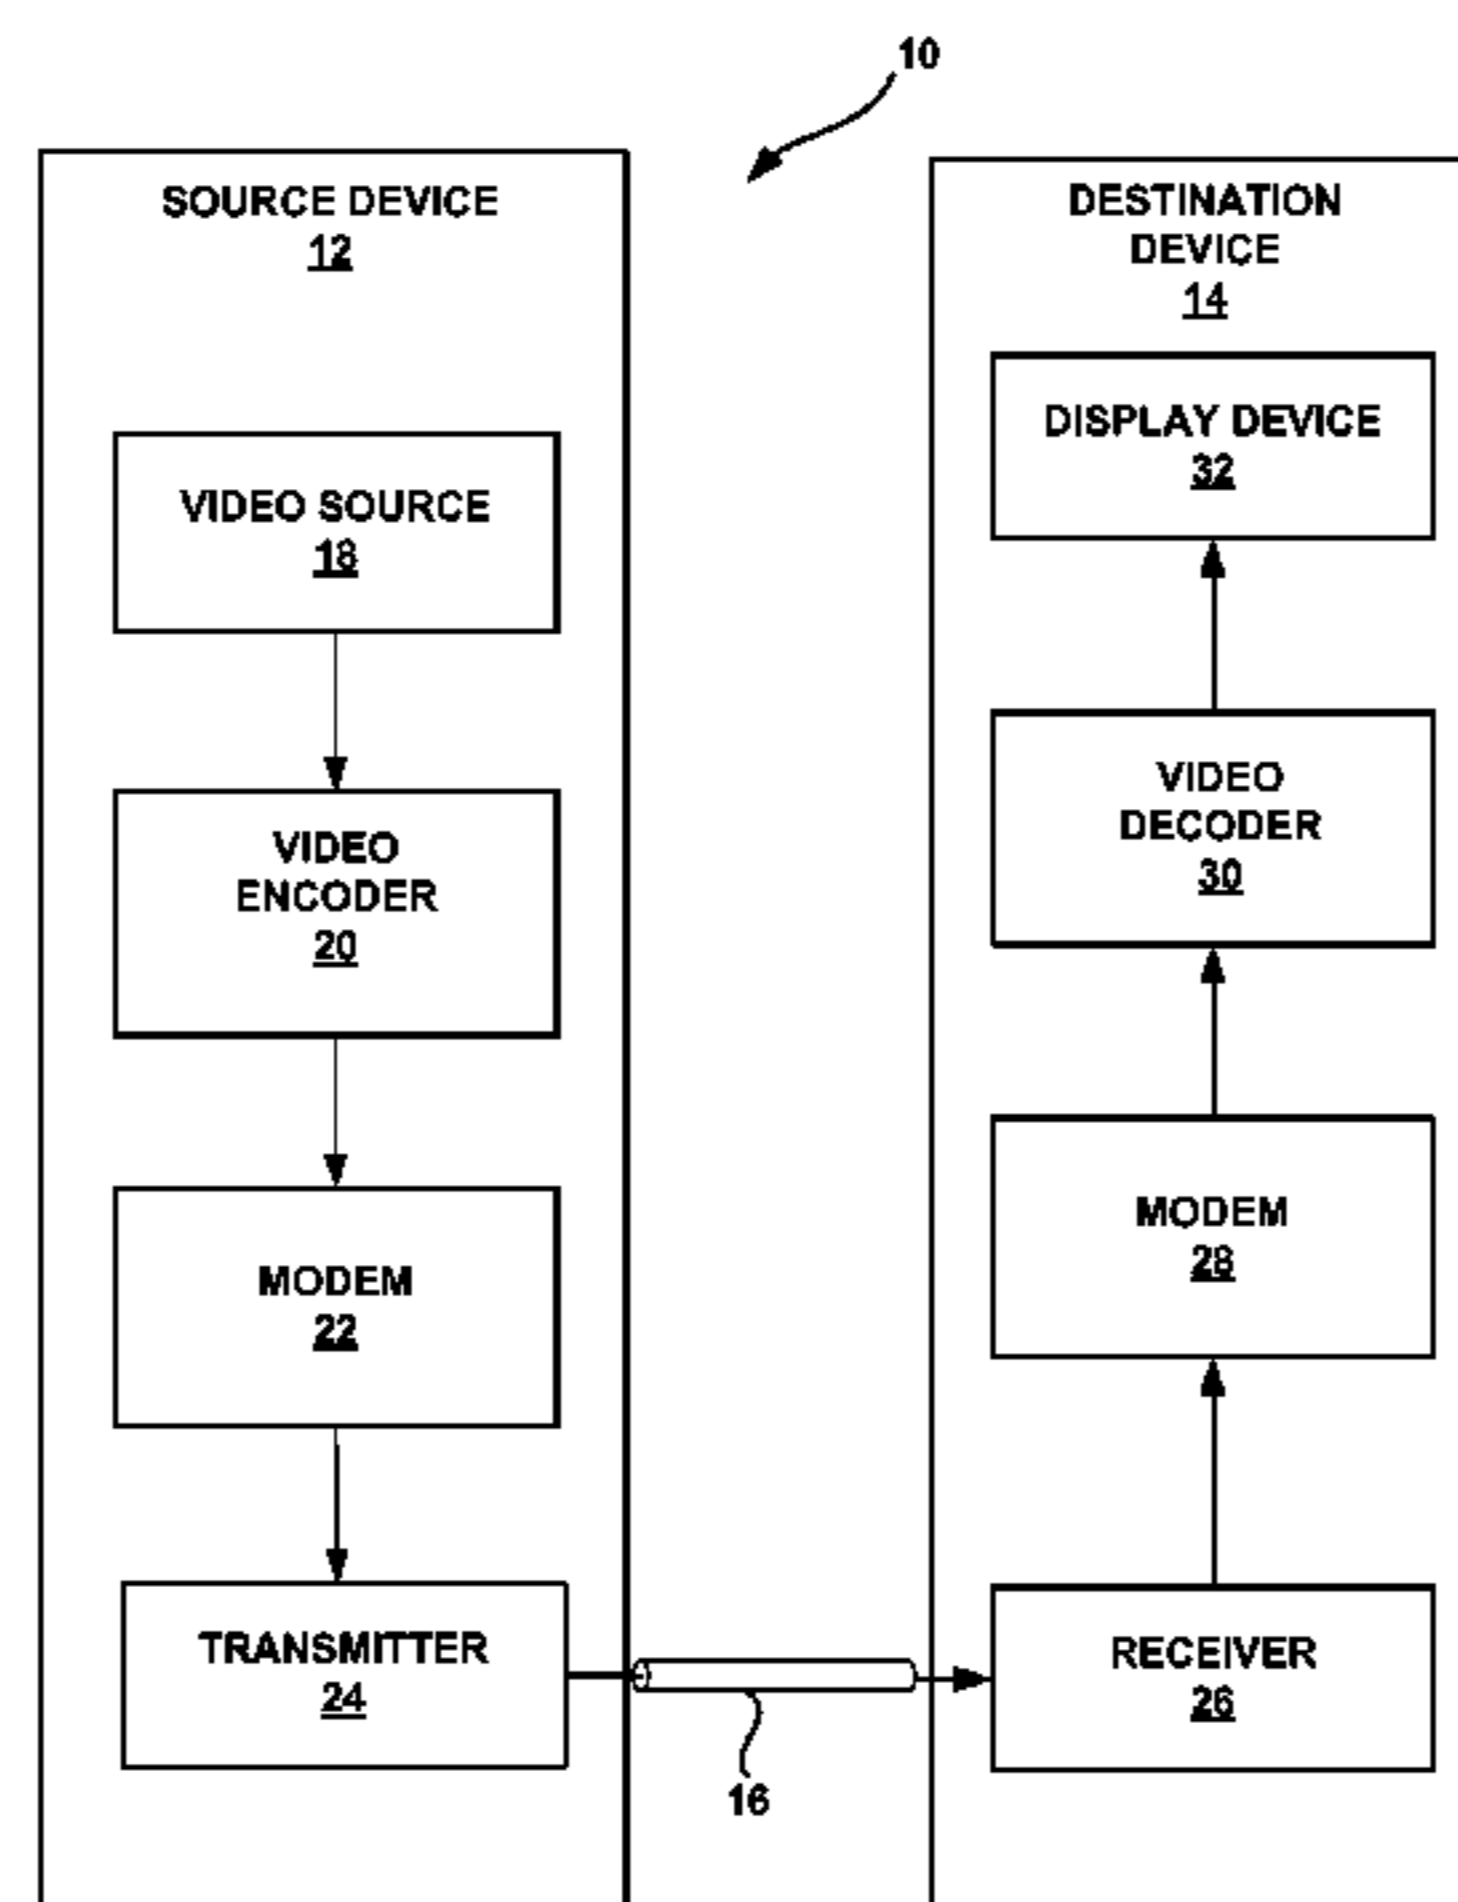 10
SOURCE DEVICE
12
VIDEO SOURCE
18
VIDEO
ENCODER
20
MODEM
22
TRANSMITTER
24
16
DESTINATION
DEVICE
14
DISPLAY DEVICE
32
VIDEO
DECODER
30
MODEM
28
RECEIVER
26